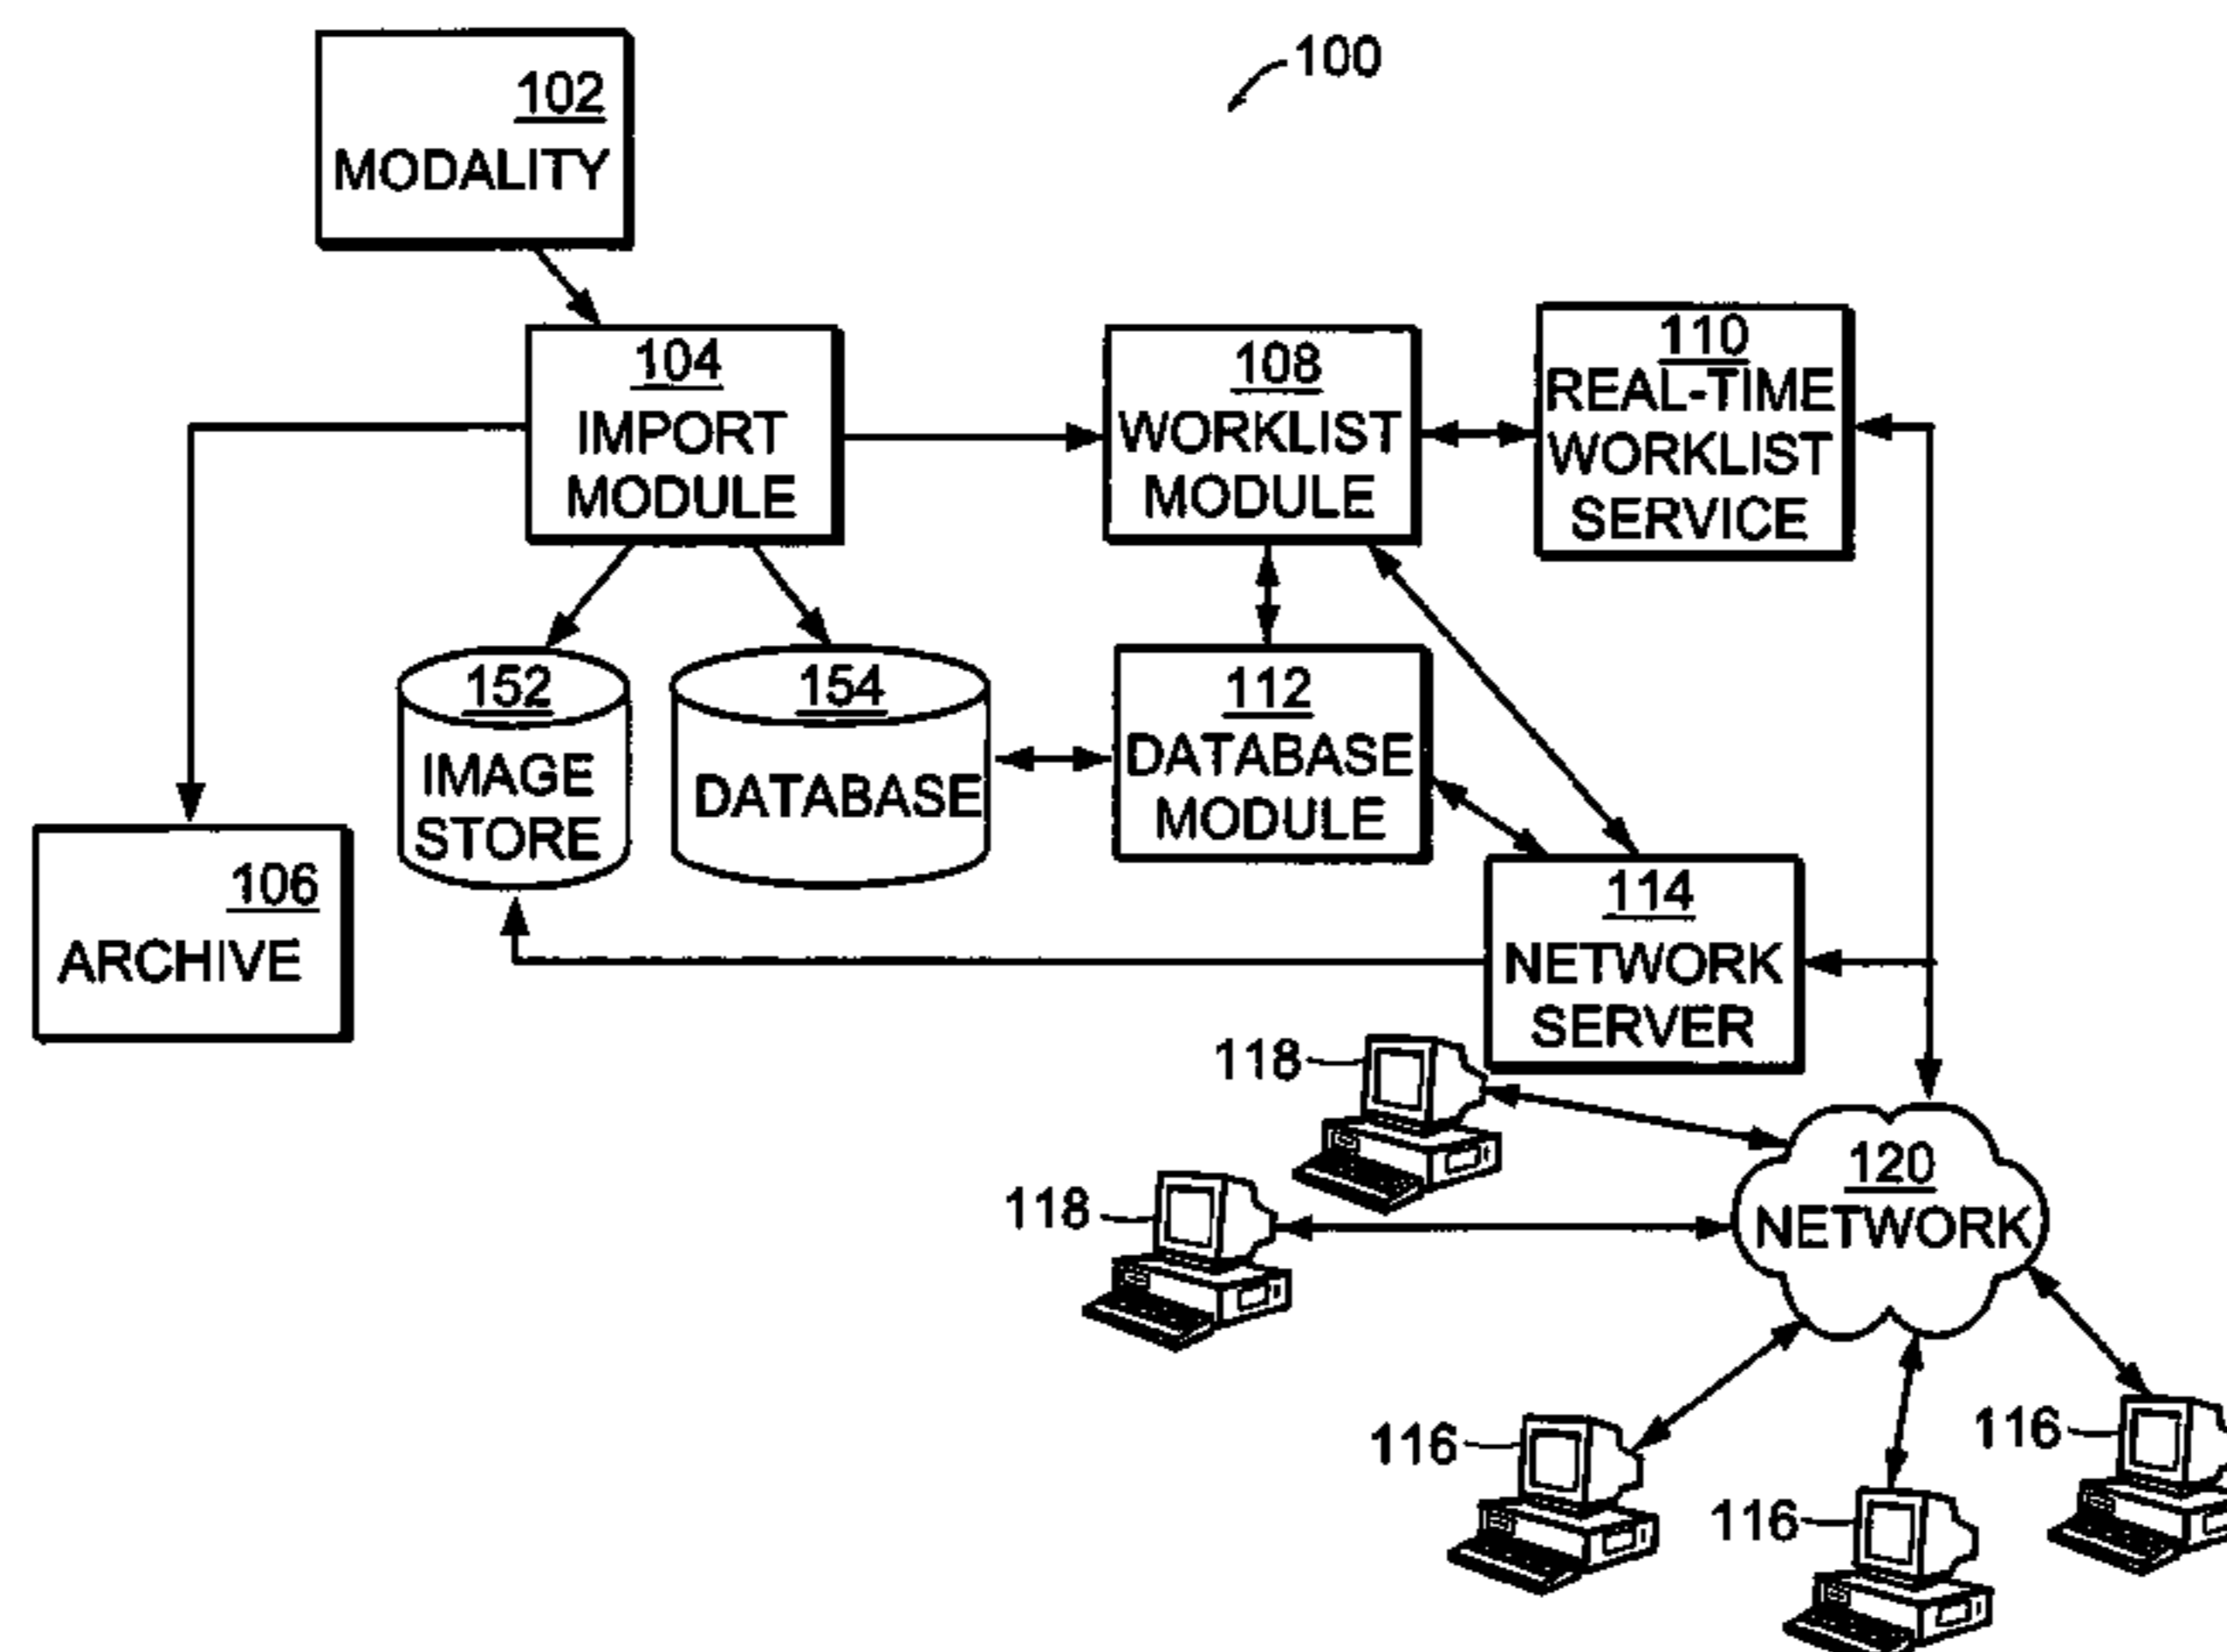 100
102
MODALITY
104
IMPORT
MODULE
108
WORKLIST
MODULE
110
REAL-TIME
WORKLIST
SERVICE
152
IMAGE
STORE
154
DATABASE
112
DATABASE
MODULE
106
ARCHIVE
114
NETWORK
SERVER
118
118
120
NETWORK
116
116
116